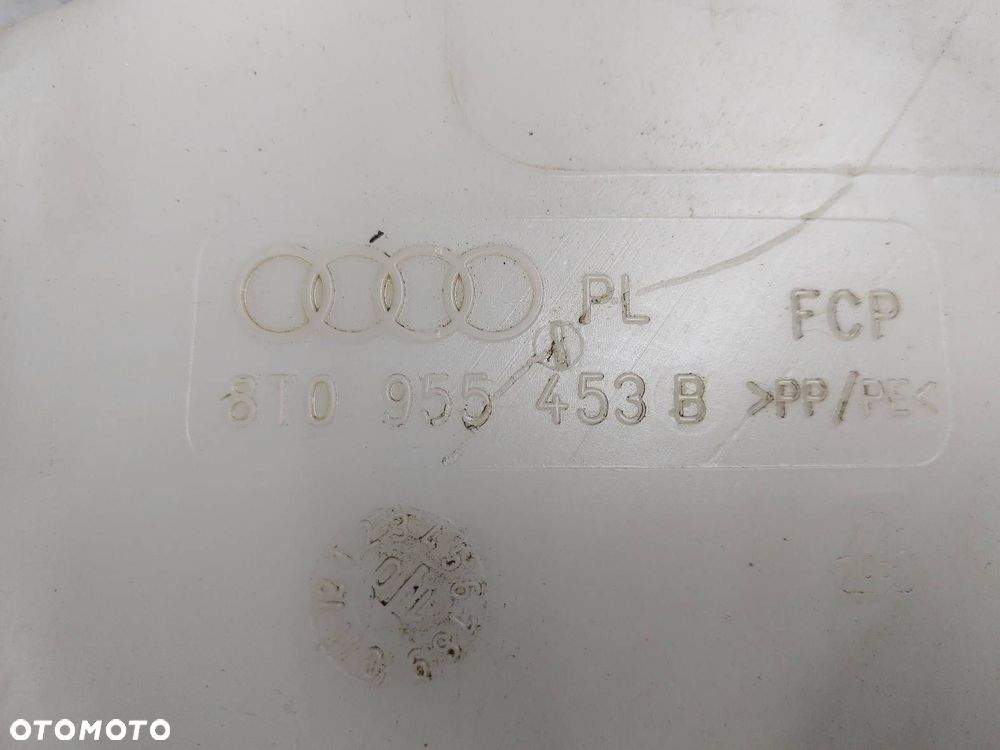 PL FCP
8T0 955 453 B >PP/PE<
OTOMOTO